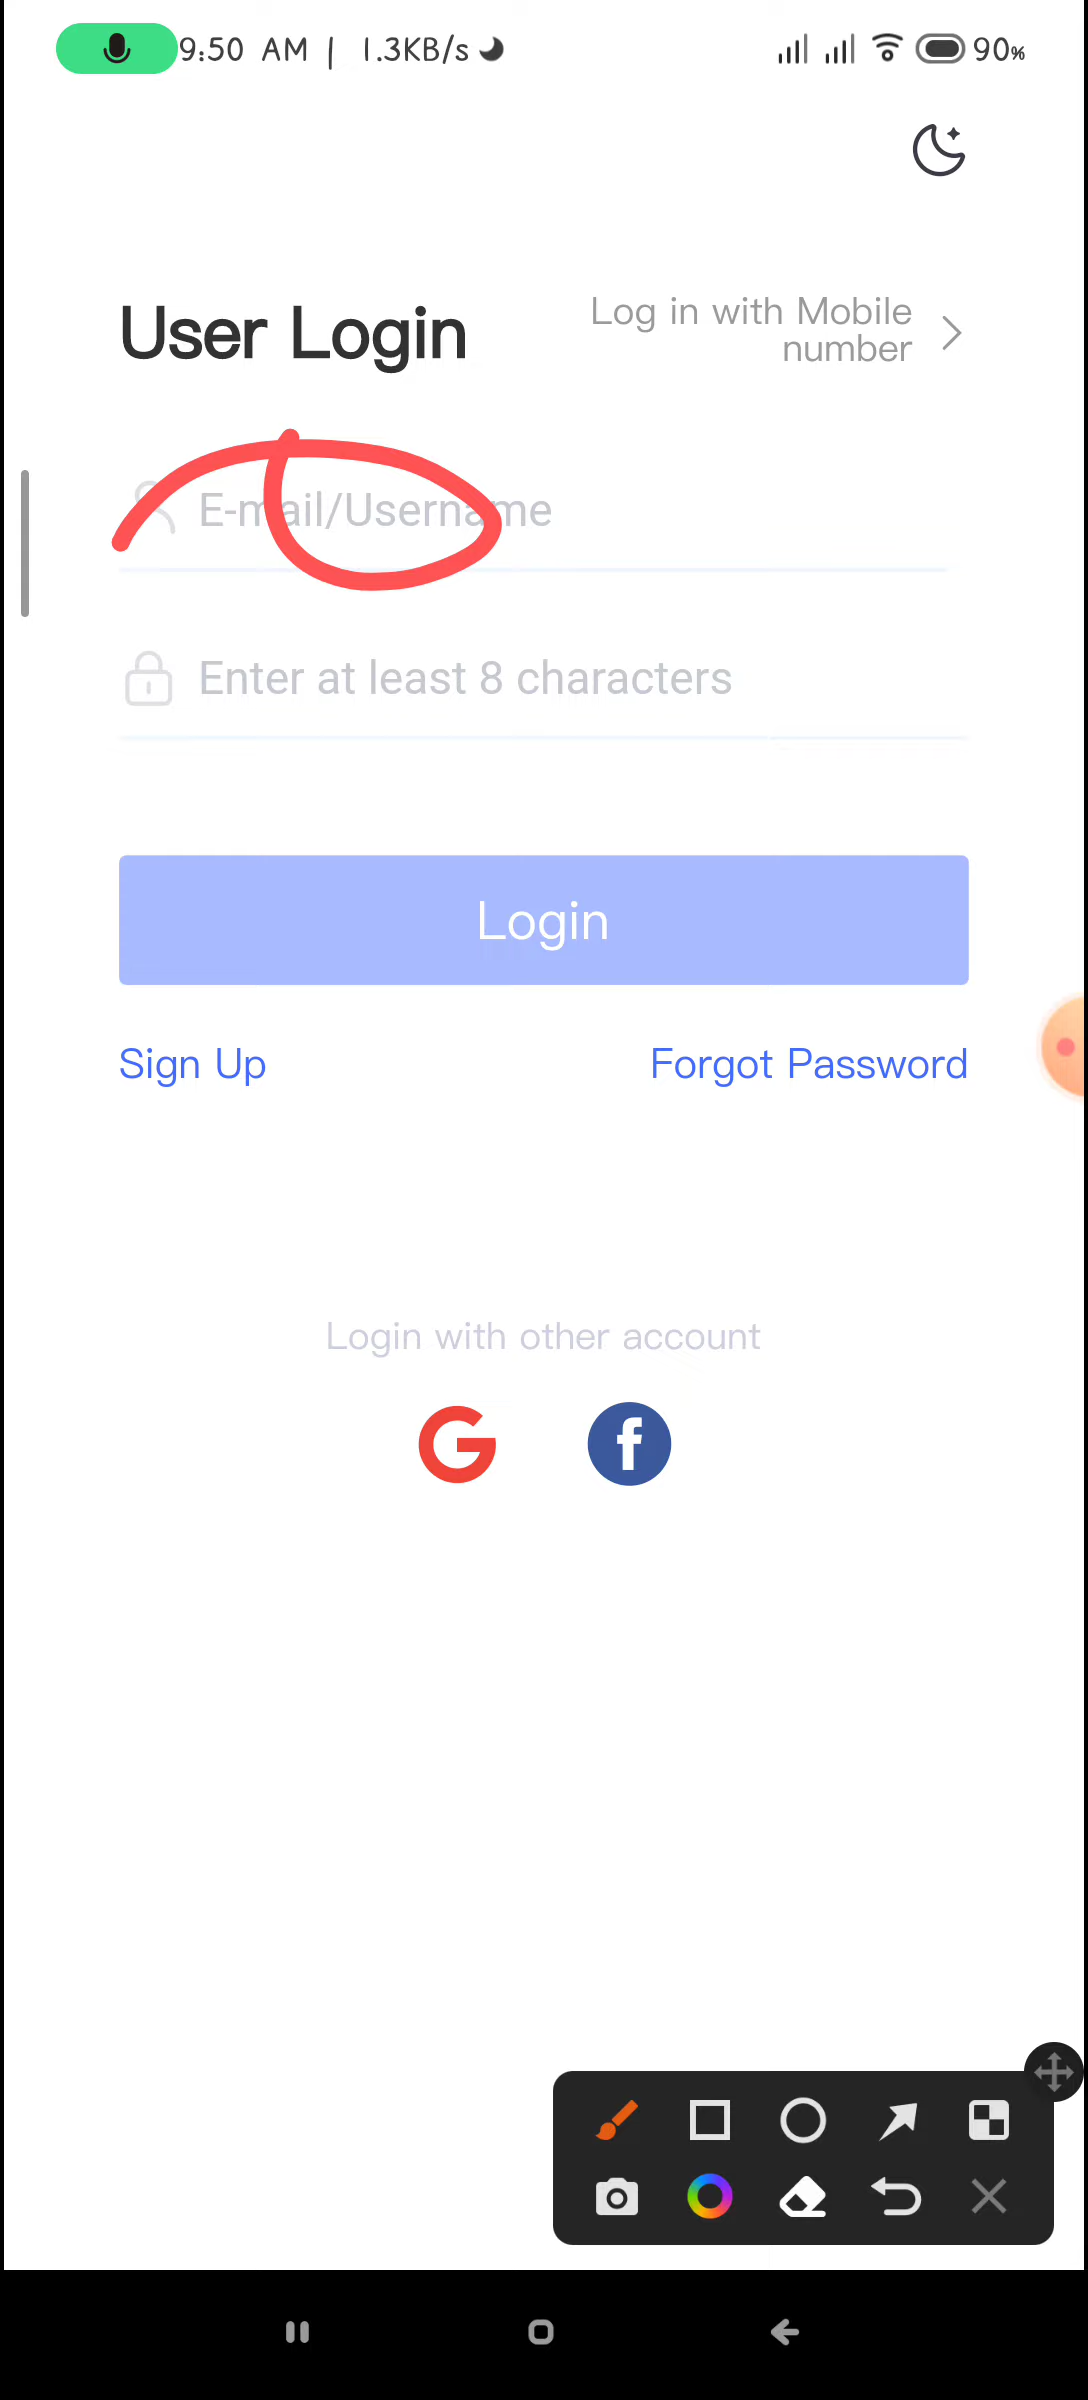 9:50 AM | 1.3KB/s 90%
User Login
Log in with Mobile
number
E-mail/Username
Enter at least 8 characters
Login
Sign Up
Forgot Password
Login with other account